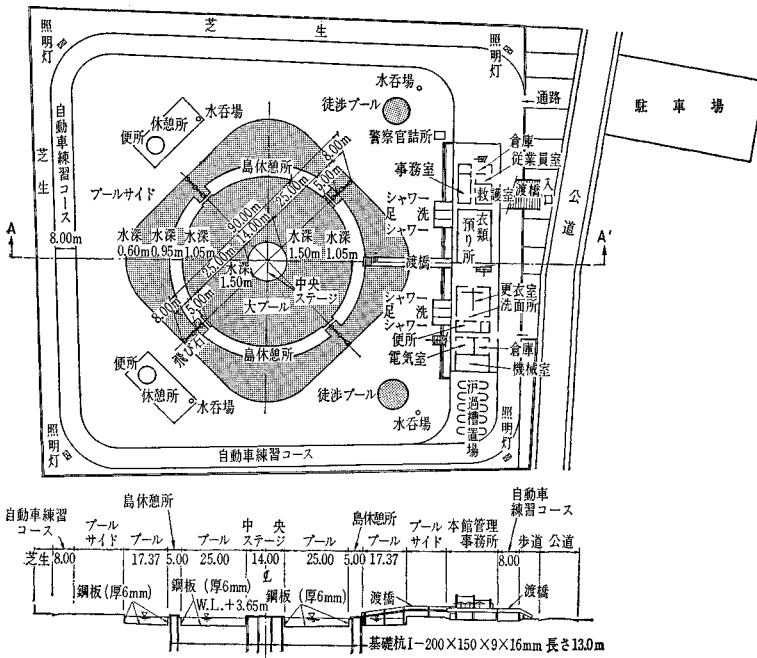 芝生
照明灯
照明灯
芝生
自動車練習コース
8.00m
水呑場
休憩所
便所
プールサイド
水呑場
徒渉プール
警察官詰所
事務室
倉庫
従業員室
救護室
渡橋
入口
通路
駐車場
公道
シャワー
足洗
シャワー
衣類預り所
島休憩所
8.00m
25.00m
5.00m
90.00m
14.00m
25.00m
5.00m
8.00m
水深 0.60m
水深 0.95m
水深 1.05m
水深 1.50m
水深 1.50m
水深 1.05m
中央ステージ
大プール
渡橋
A
A'
シャワー
足洗
シャワー
便所
電気室
更衣室
洗面所
倉庫
機械室
飛び石
島休憩所
便所
休憩所
水呑場
徒渉プール
水呑場
沪過槽置場
照明灯
照明灯
自動車練習コース
島休憩所
島休憩所
自動車練習コース
自動車練習コース
プールサイド
プール
プール
中央ステージ
プール
プール
プールサイド
本館管理事務所
歩道
公道
芝生
8.00
17.37
5.00
25.00
14.00
25.00
5.00
17.37
8.00
℄
鋼板(厚6mm)
鋼板(厚6mm)
W.L.+3.65m
鋼板(厚6mm)
渡橋
渡橋
基礎杭I-200×150×9×16mm 長さ13.0m